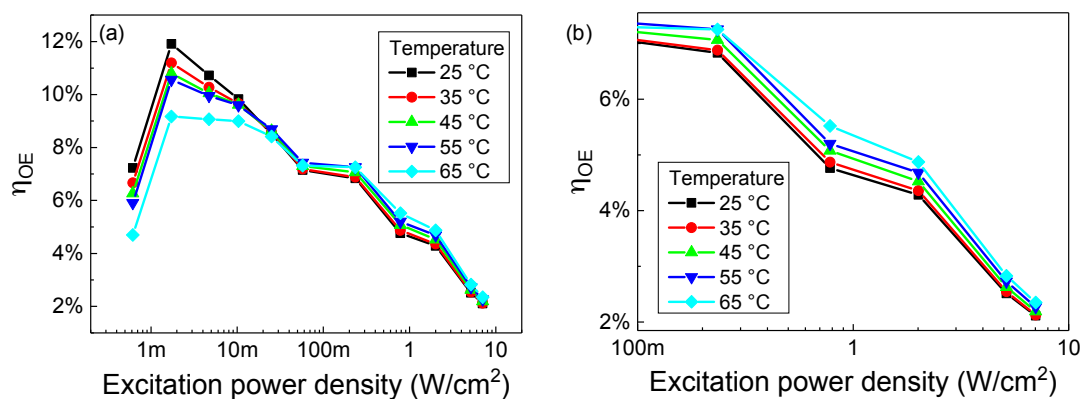 (a)
12%
10%
8%
6%
4%
2%
ηOE
1m 10m 100m 1 10
Excitation power density (W/cm²)
Temperature
25 °C
35 °C
45 °C
55 °C
65 °C
(b)
6%
4%
2%
ηOE
100m 1 10
Excitation power density (W/cm²)
Temperature
25 °C
35 °C
45 °C
55 °C
65 °C